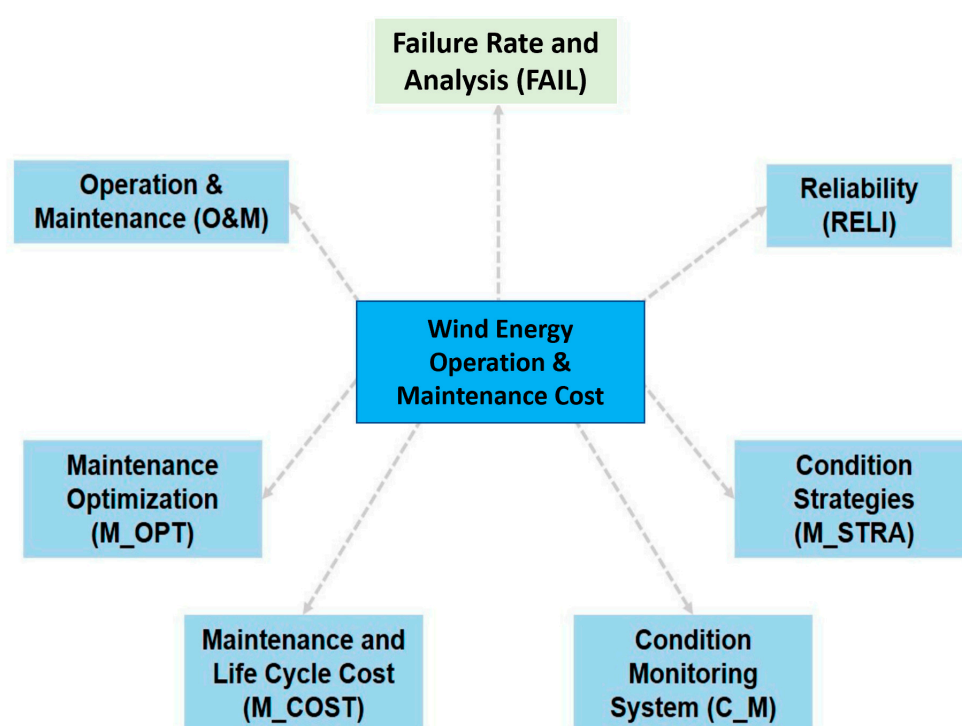 Failure Rate and
Analysis (FAIL)
Operation &
Maintenance (O&M)
Reliability
(RELI)
Wind Energy
Operation &
Maintenance Cost
Maintenance
Optimization
(M_OPT)
Condition
Strategies
(M_STRA)
Maintenance and
Life Cycle Cost
(M_COST)
Condition
Monitoring
System (C_M)